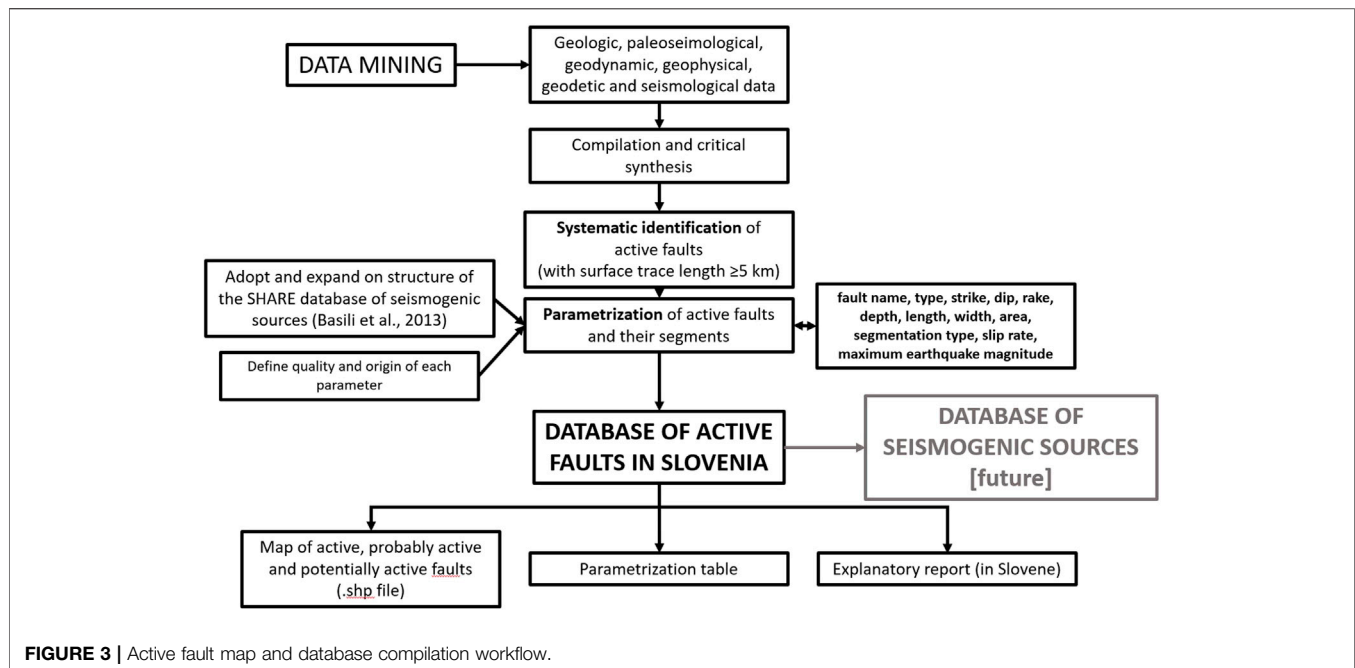 DATA MINING
Geologic, paleoseimological,
geodynamic, geophysical,
geodetic and seismological data
Compilation and critical
synthesis
Systematic identification of
active faults
(with surface trace length ≥5 km)
Adopt and expand on structure of
the SHARE database of seismogenic
sources (Basili et al., 2013)
Define quality and origin of each
parameter
Parametrization of active faults
and their segments
fault name, type, strike, dip, rake,
depth, length, width, area,
segmentation type, slip rate,
maximum earthquake magnitude
DATABASE OF ACTIVE
FAULTS IN SLOVENIA
DATABASE OF
SEISMOGENIC SOURCES
[future]
Map of active, probably active
and potentially active faults
(.shp file)
Parametrization table
Explanatory report (in Slovene)
FIGURE 3 | Active fault map and database compilation workflow.